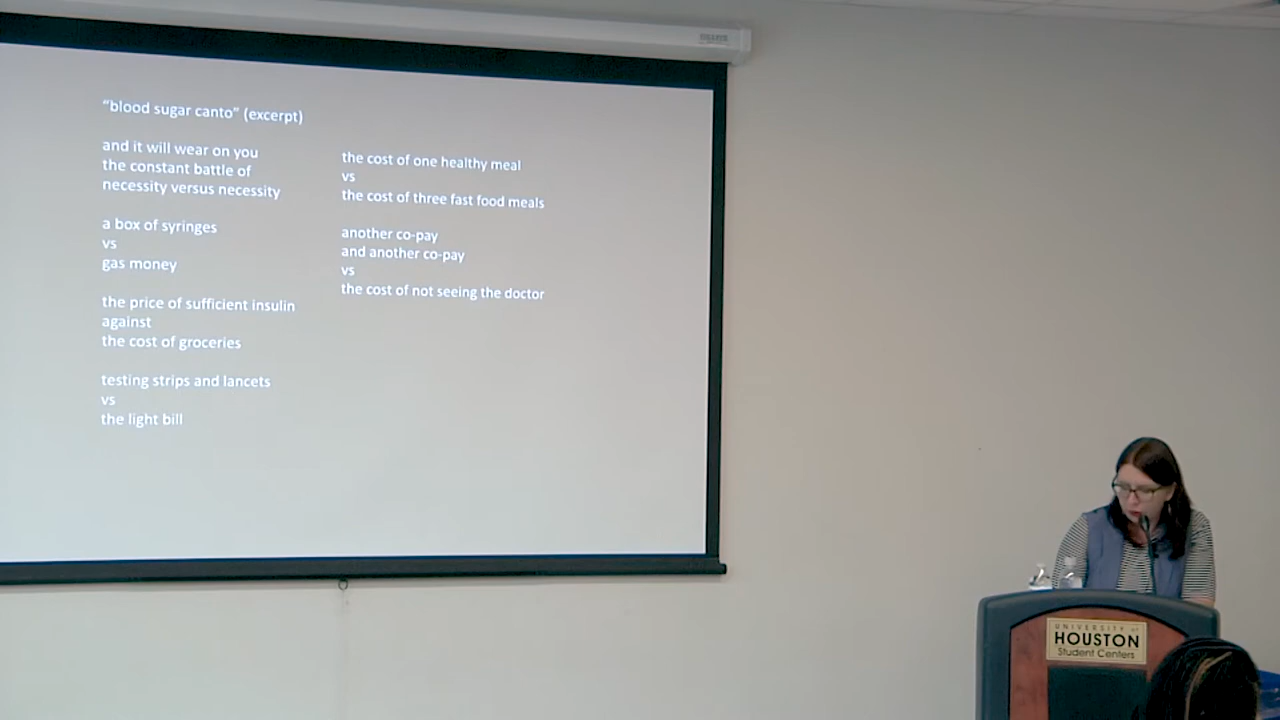 “blood sugar canto” (excerpt)
and it will wear on you
the constant battle of
necessity versus necessity
a box of syringes
vs
gas money
the price of sufficient insulin
against
the cost of groceries
testing strips and lancets
vs
the light bill
the cost of one healthy meal
vs
the cost of three fast food meals
another co-pay
and another co-pay
vs
the cost of not seeing the doctor
UNIVERSITY of
HOUSTON
Student Centers